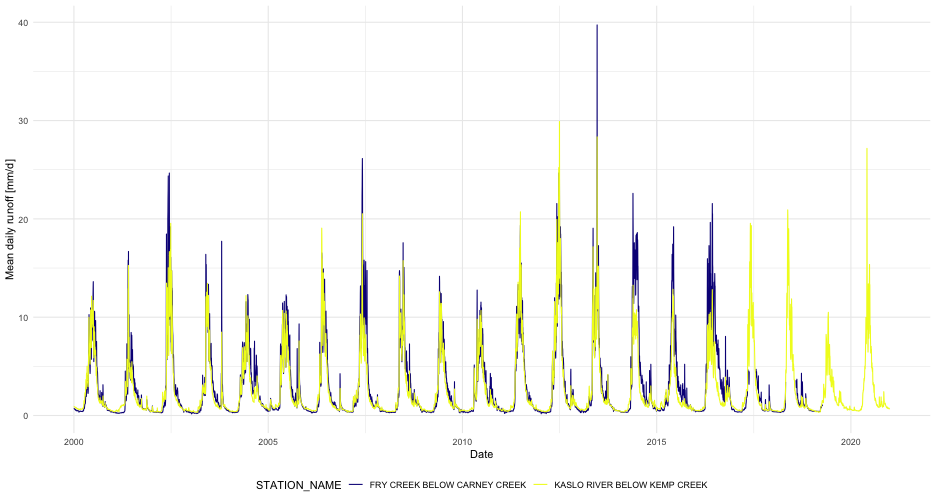 40
30
20
10
0
Mean daily runoff [mm/d]
2000 2005 2010 2015 2020
Date
STATION_NAME FRY CREEK BELOW CARNEY CREEK KASLO RIVER BELOW KEMP CREEK